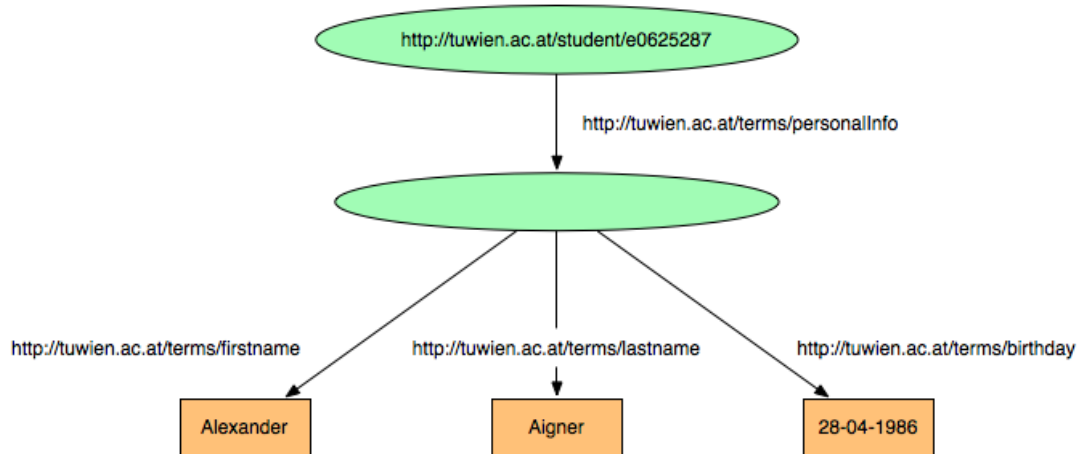 http://tuwien.ac.at/student/e0625287
http://tuwien.ac.at/terms/personalInfo
http://tuwien.ac.at/terms/firstname
http://tuwien.ac.at/terms/lastname
http://tuwien.ac.at/terms/birthday
Alexander
Aigner
28-04-1986